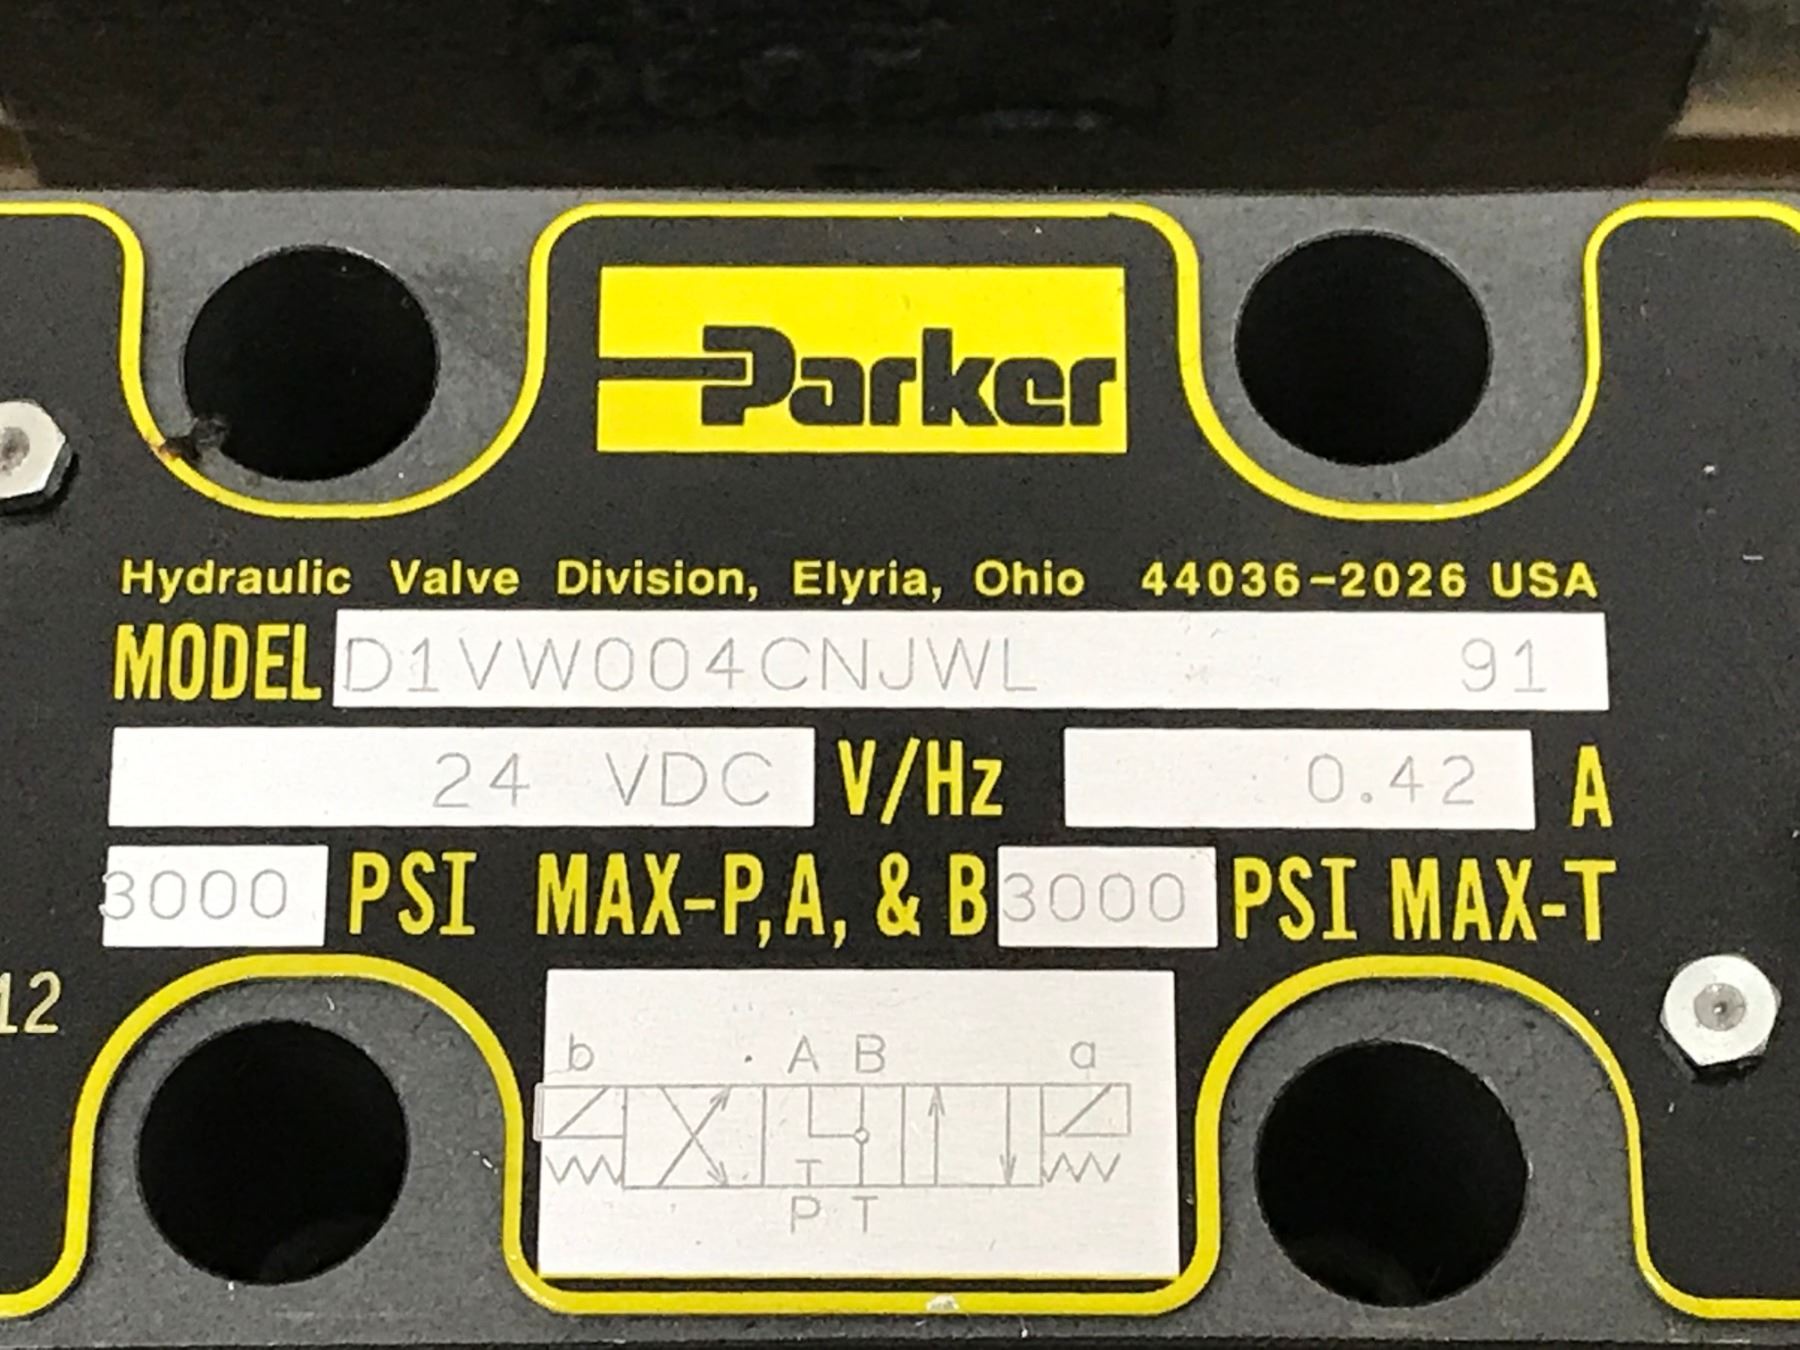 Parker
Hydraulic Valve Division, Elyria, Ohio 44036-2026 USA
MODEL D1VW004CNJWL 91
24 VDC V/Hz 0.42 A
3000 PSI MAX-P,A, & B 3000 PSI MAX-T
12
b A B a
P T